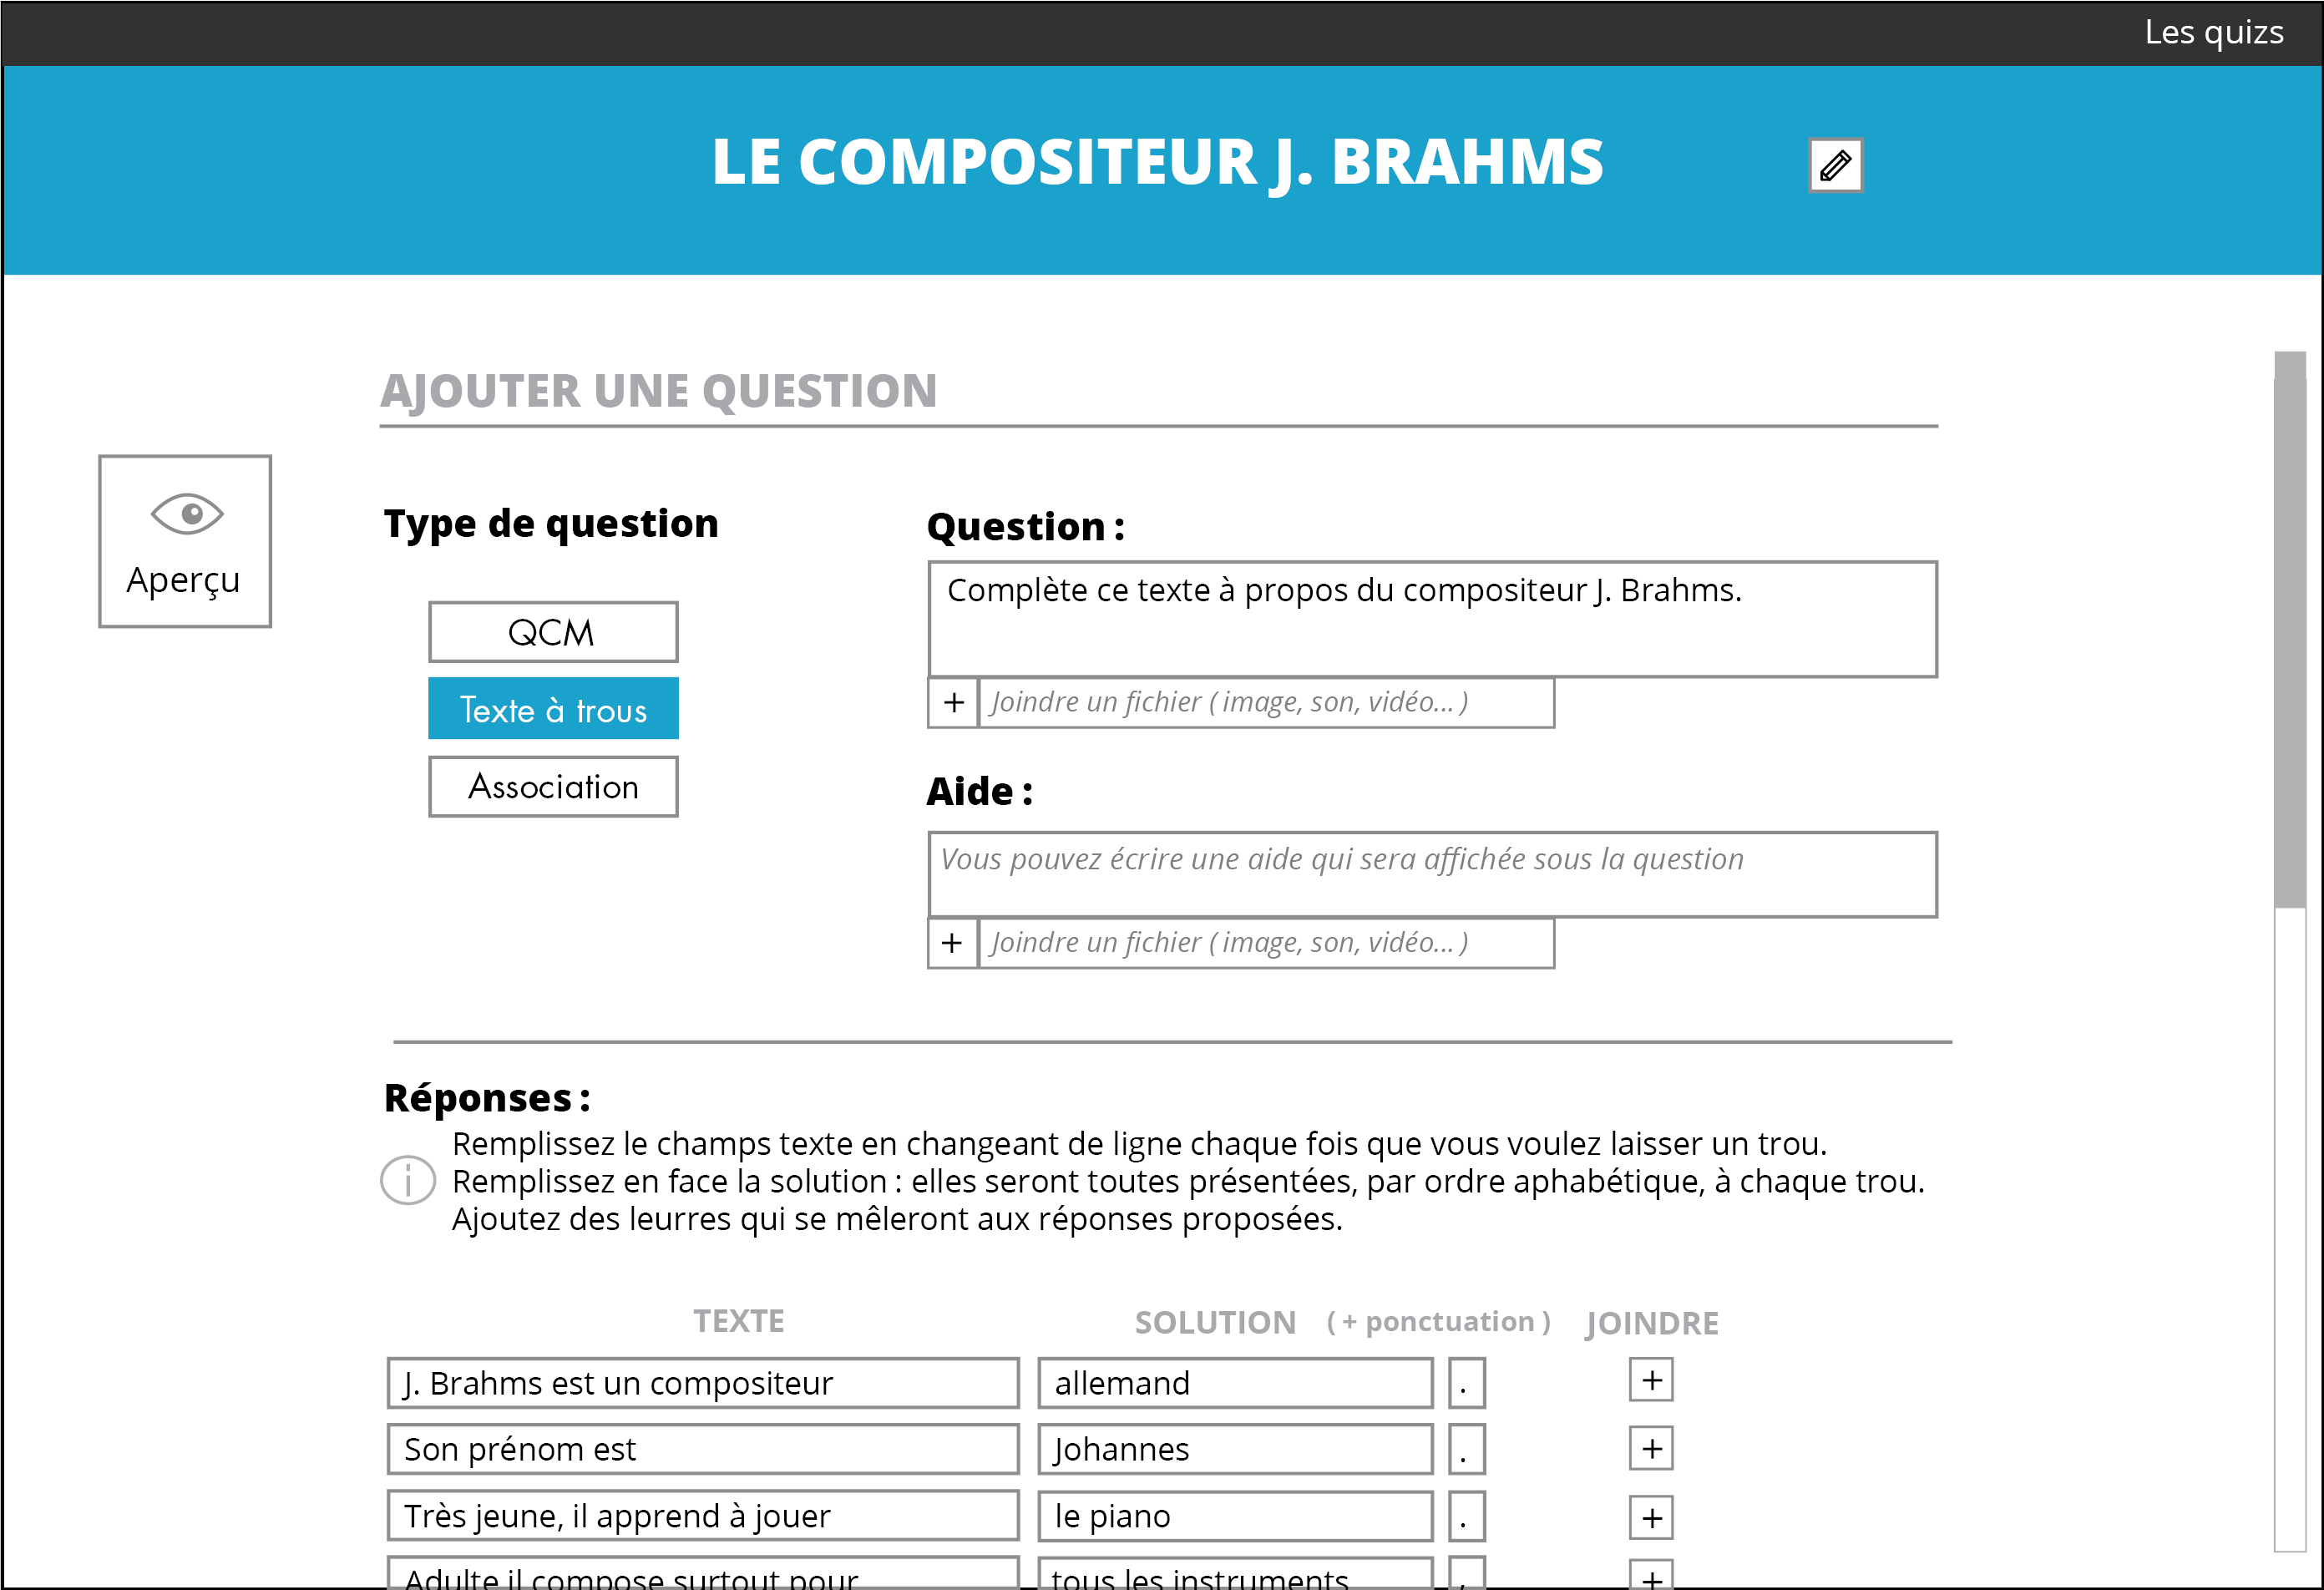 Les quizs
LE COMPOSITEUR J. BRAHMS
AJOUTER UNE QUESTION
Aperçu
Type de question
QCM
Texte à trous
Association
Question :
Complète ce texte à propos du compositeur J. Brahms.
+ Joindre un fichier ( image, son, vidéo... )
Aide :
Vous pouvez écrire une aide qui sera affichée sous la question
+ Joindre un fichier ( image, son, vidéo... )
Réponses :
Remplissez le champs texte en changeant de ligne chaque fois que vous voulez laisser un trou.
Remplissez en face la solution : elles seront toutes présentées, par ordre aphabétique, à chaque trou.
Ajoutez des leurres qui se mêleront aux réponses proposées.
TEXTE SOLUTION ( + ponctuation ) JOINDRE
J. Brahms est un compositeur allemand . +
Son prénom est Johannes . +
Très jeune, il apprend à jouer le piano . +
Adulte il compose surtout pour tous les instruments , +